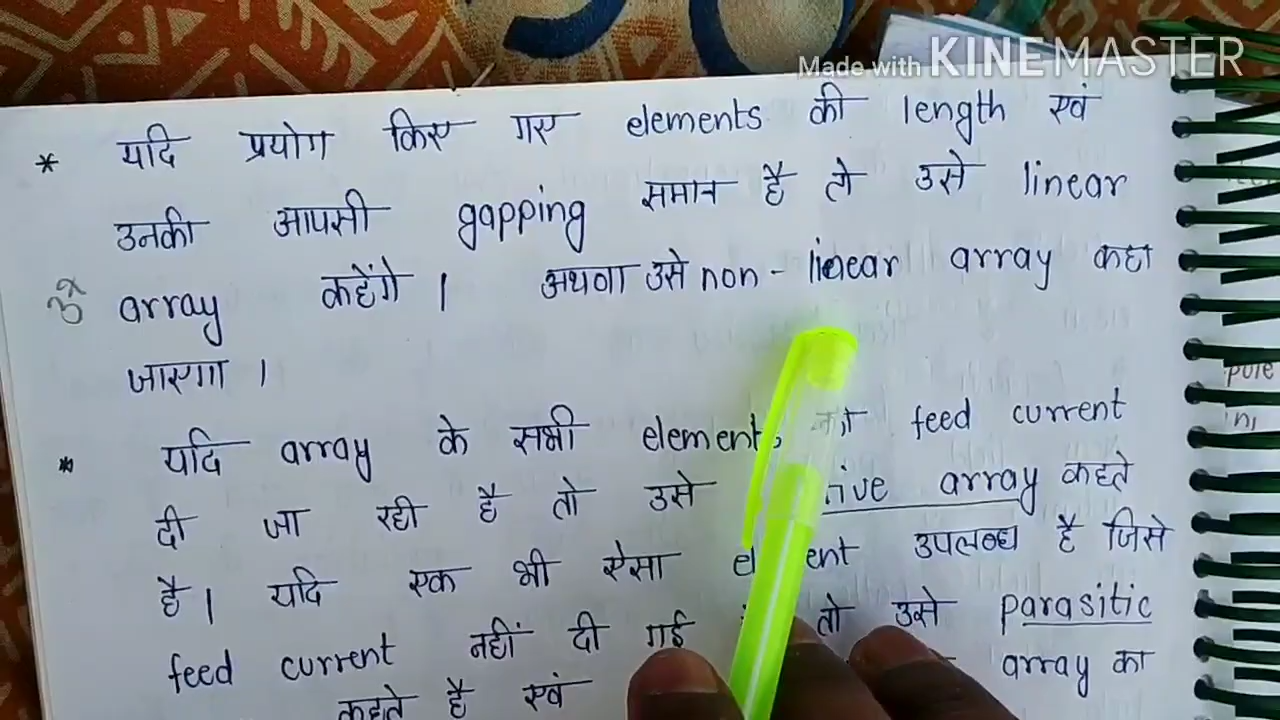 Made with KINEMASTER
* यदि प्रयोग किए गए elements की length एवं
उनकी आपसी gapping समान है तो उसे linear
array कहेंगे । अथवा उसे non - linear array कहा
जाएगा ।
* यदि array के सभी elements को feed current
दी जा रही है तो उसे array कहते
है । यदि एक भी ऐसा element उपलब्ध है जिसे
feed current नहीं दी गई तो उसे parasitic
array का
कहते है एवं